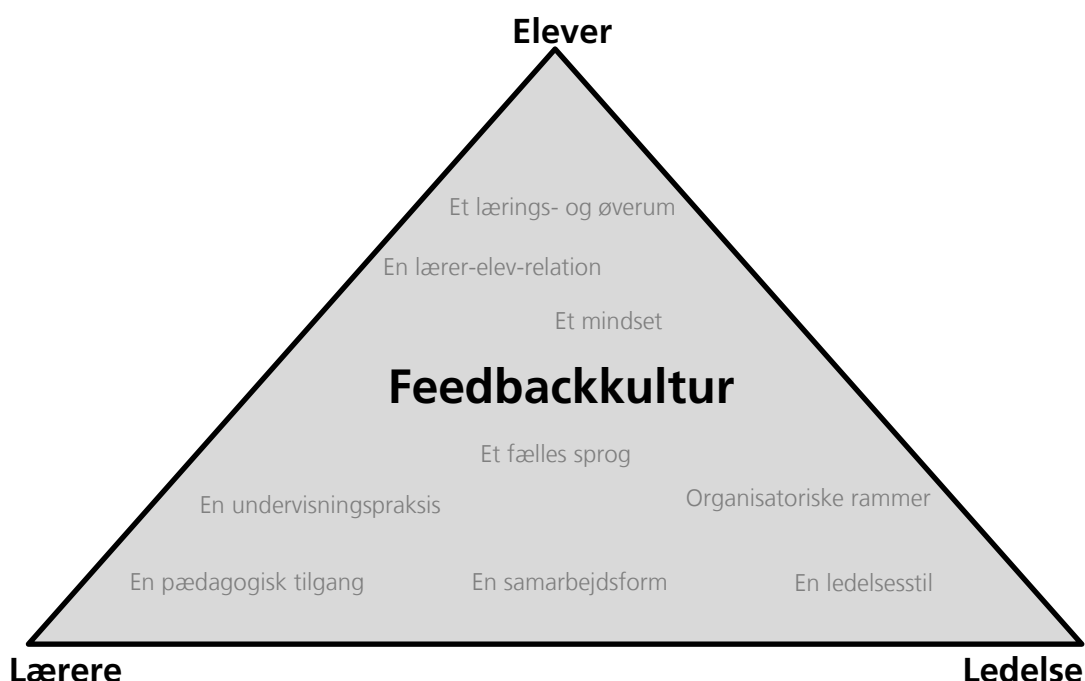 Elever
Et lærings- og øverum
En lærer-elev-relation
Et mindset
Feedbackkultur
Et fælles sprog
En undervisningspraksis
Organisatoriske rammer
En pædagogisk tilgang
En samarbejdsform
En ledelsesstil
Lærere
Ledelse